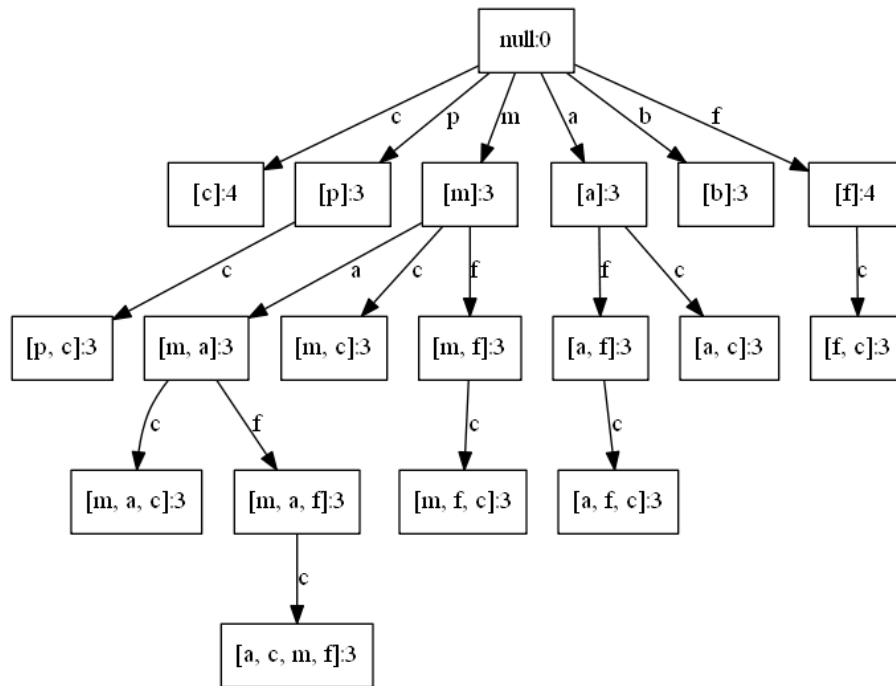 null:0
c p m a b f
[c]:4 [p]:3 [m]:3 [a]:3 [b]:3 [f]:4
c a c f f c c
[p, c]:3 [m, a]:3 [m, c]:3 [m, f]:3 [a, f]:3 [a, c]:3 [f, c]:3
c f c c
[m, a, c]:3 [m, a, f]:3 [m, f, c]:3 [a, f, c]:3
c
[a, c, m, f]:3